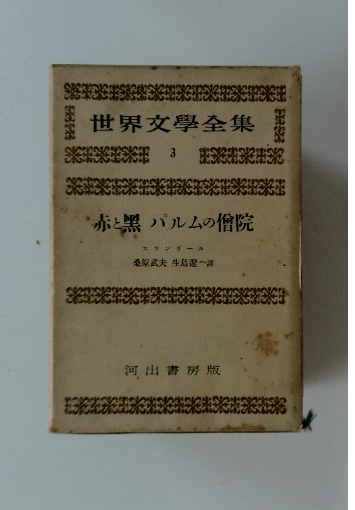 世界文學全集
3
赤と黑 パルムの僧院
スタンダール
桑原武夫 生島遼一譯
河出書房版